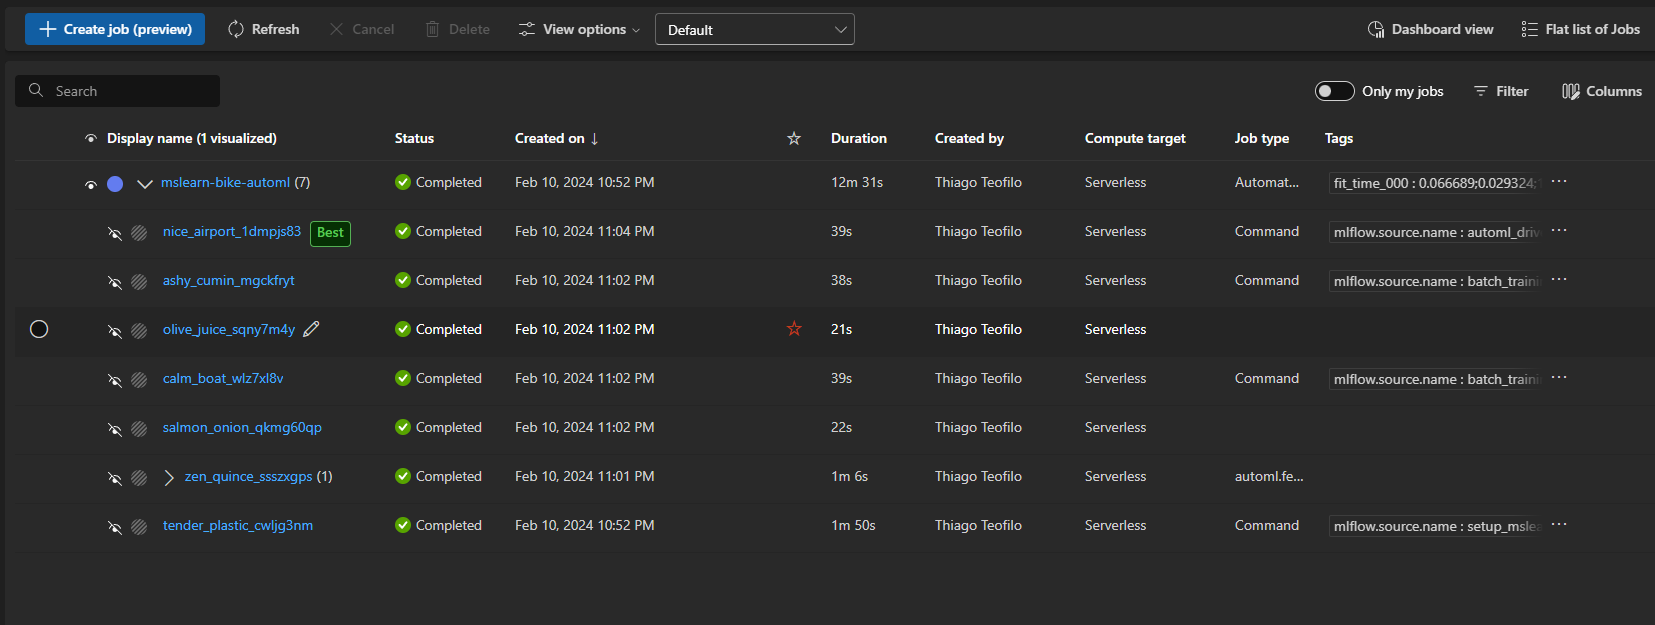 Create job (preview) Refresh Cancel Delete View options Default Dashboard view Flat list of Jobs
Search Only my jobs Filter Columns
Display name (1 visualized) Status Created on ↓ Duration Created by Compute target Job type Tags
mslearn-bike-automl (7) Completed Feb 10, 2024 10:52 PM 12m 31s Thiago Teofilo Serverless Automat... fit_time_000 : 0.066689;0.029324; ...
nice_airport_1dmpjs83 Best Completed Feb 10, 2024 11:04 PM 39s Thiago Teofilo Serverless Command mlflow.source.name : automl_driv ...
ashy_cumin_mgckfryt Completed Feb 10, 2024 11:02 PM 38s Thiago Teofilo Serverless Command mlflow.source.name : batch_traini ...
olive_juice_sqny7m4y Completed Feb 10, 2024 11:02 PM 21s Thiago Teofilo Serverless
calm_boat_wlz7xl8v Completed Feb 10, 2024 11:02 PM 39s Thiago Teofilo Serverless Command mlflow.source.name : batch_traini ...
salmon_onion_qkmg60qp Completed Feb 10, 2024 11:02 PM 22s Thiago Teofilo Serverless
zen_quince_ssszxgps (1) Completed Feb 10, 2024 11:01 PM 1m 6s Thiago Teofilo Serverless automl.fe...
tender_plastic_cwljg3nm Completed Feb 10, 2024 10:52 PM 1m 50s Thiago Teofilo Serverless Command mlflow.source.name : setup_mslea ...